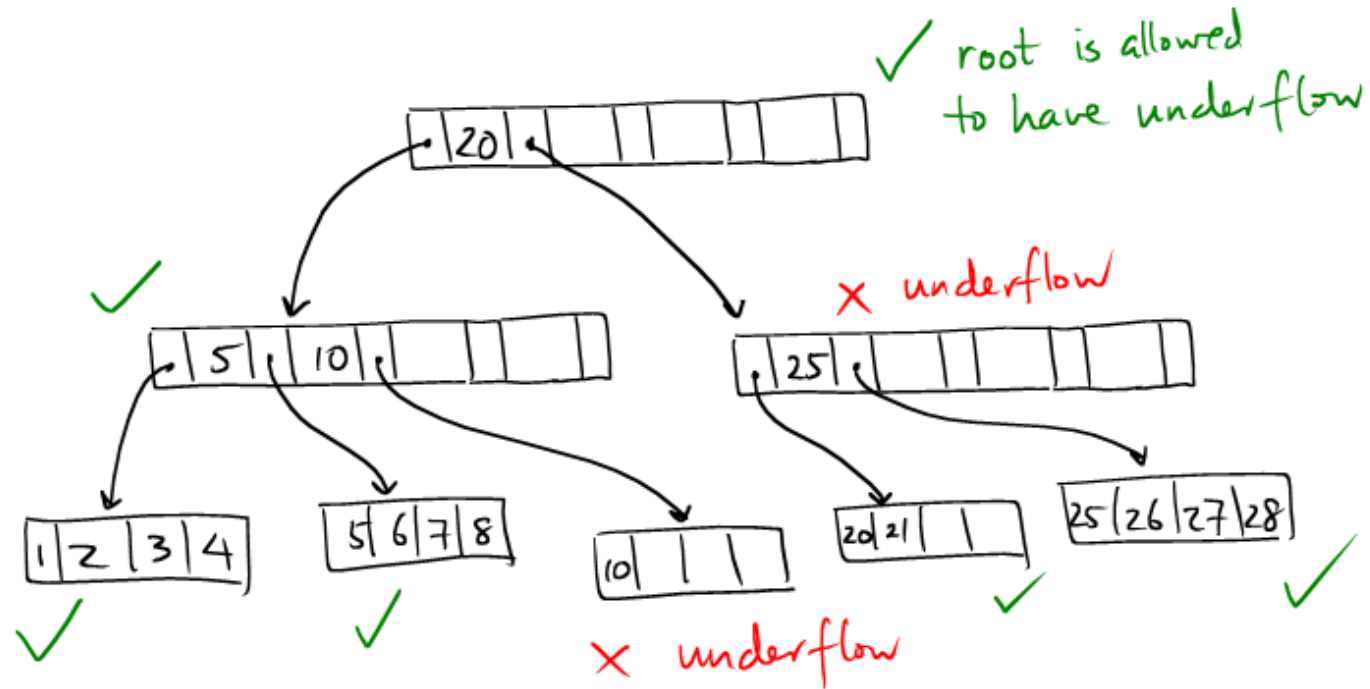 ✓ root is allowed
to have underflow
20
✓
× underflow
5 10
25
1 2 3 4
5 6 7 8
10
20 21
25 26 27 28
✓
✓
× underflow
✓
✓